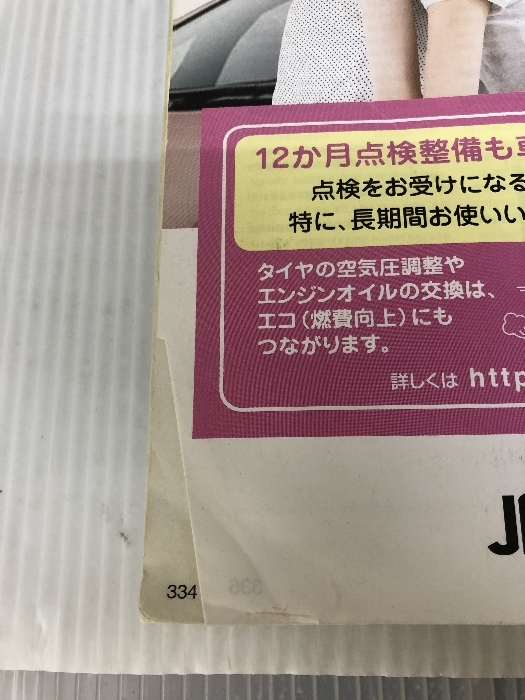 12か月点検整備も
点検をお受けになる
特に、長期間お使いい
タイヤの空気圧調整や
エンジンオイルの交換は、
エコ（燃費向上）にも
つながります。
詳しくは http
J
334